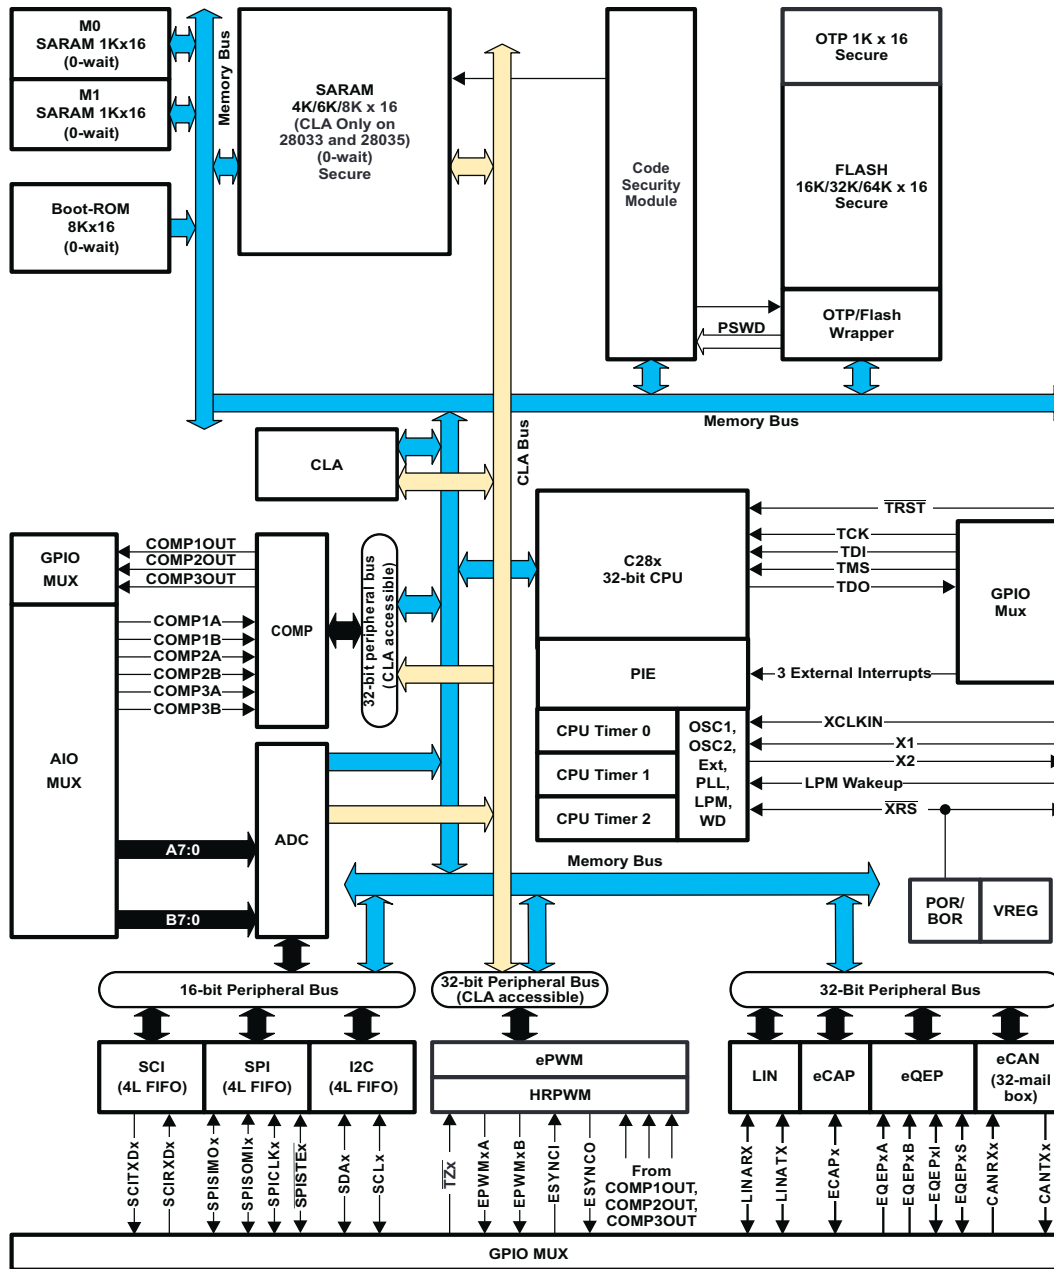 M0
SARAM 1Kx16
(0-wait)
M1
SARAM 1Kx16
(0-wait)
Boot-ROM
8Kx16
(0-wait)
Memory Bus
SARAM
4K/6K/8K x 16
(CLA Only on
28033 and 28035)
(0-wait)
Secure
Code
Security
Module
OTP 1K x 16
Secure
FLASH
16K/32K/64K x 16
Secure
OTP/Flash
Wrapper
PSWD
Memory Bus
CLA Bus
CLA
C28x
32-bit CPU
TRST
TCK
TDI
TMS
TDO
GPIO
Mux
PIE
3 External Interrupts
CPU Timer 0
CPU Timer 1
CPU Timer 2
OSC1,
OSC2,
Ext,
PLL,
LPM,
WD
XCLKIN
X1
X2
LPM Wakeup
XRS
POR/
BOR
VREG
GPIO
MUX
COMP1OUT
COMP2OUT
COMP3OUT
COMP
AIO
MUX
COMP1A
COMP1B
COMP2A
COMP2B
COMP3A
COMP3B
32-bit peripheral bus
(CLA accessible)
ADC
A7:0
B7:0
Memory Bus
16-bit Peripheral Bus
32-bit Peripheral Bus
(CLA accessible)
32-Bit Peripheral Bus
SCI
(4L FIFO)
SPI
(4L FIFO)
I2C
(4L FIFO)
ePWM
HRPWM
LIN
eCAP
eQEP
eCAN
(32-mail
box)
SCITXDx
SCIRXDx
SPISIMOx
SPISOMIx
SPICLKx
SPISTEx
SDAx
SCLx
TZx
EPWMxA
EPWMxB
ESYNCI
ESYNCO
From
COMP1OUT,
COMP2OUT,
COMP3OUT
LINARX
LINATX
ECAPx
EQEPxA
EQEPxB
EQEPxI
EQEPxS
CANRXx
CANTXx
GPIO MUX